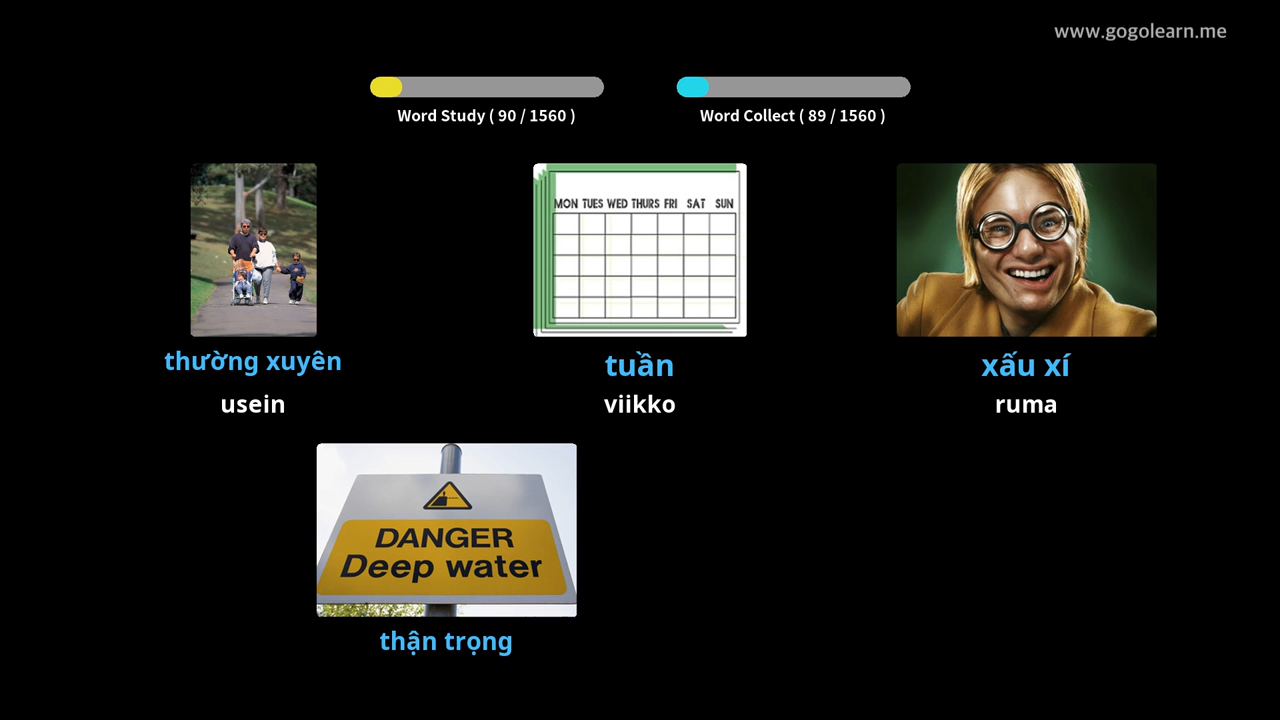 www.gogolearn.me
Word Study ( 90 / 1560 )
Word Collect ( 89 / 1560 )
MON TUES WED THURS FRI SAT SUN
thường xuyên
tuần
xấu xí
usein
viikko
ruma
DANGER
Deep water
thận trọng